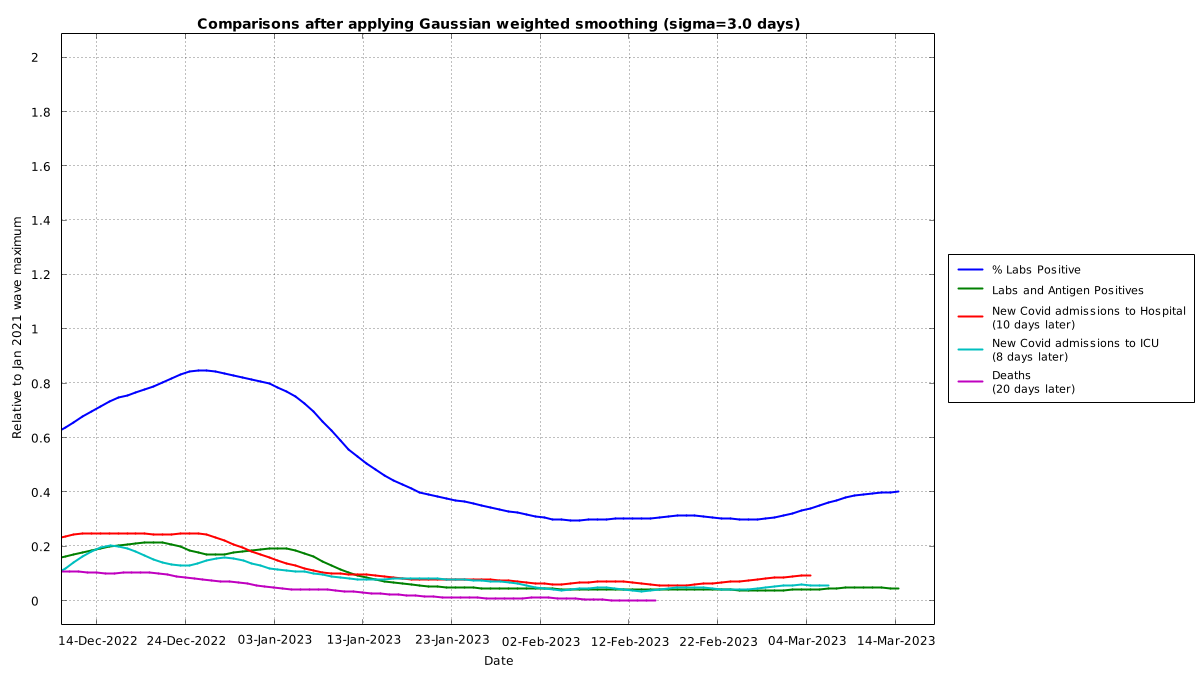 Comparisons after applying Gaussian weighted smoothing (sigma=3.0 days)
Relative to Jan 2021 wave maximum
2
1.8
1.6
1.4
1.2
1
0.8
0.6
0.4
0.2
0
14-Dec-2022 24-Dec-2022 03-Jan-2023 13-Jan-2023 23-Jan-2023 02-Feb-2023 12-Feb-2023 22-Feb-2023 04-Mar-2023 14-Mar-2023
Date
% Labs Positive
Labs and Antigen Positives
New Covid admissions to Hospital
(10 days later)
New Covid admissions to ICU
(8 days later)
Deaths
(20 days later)